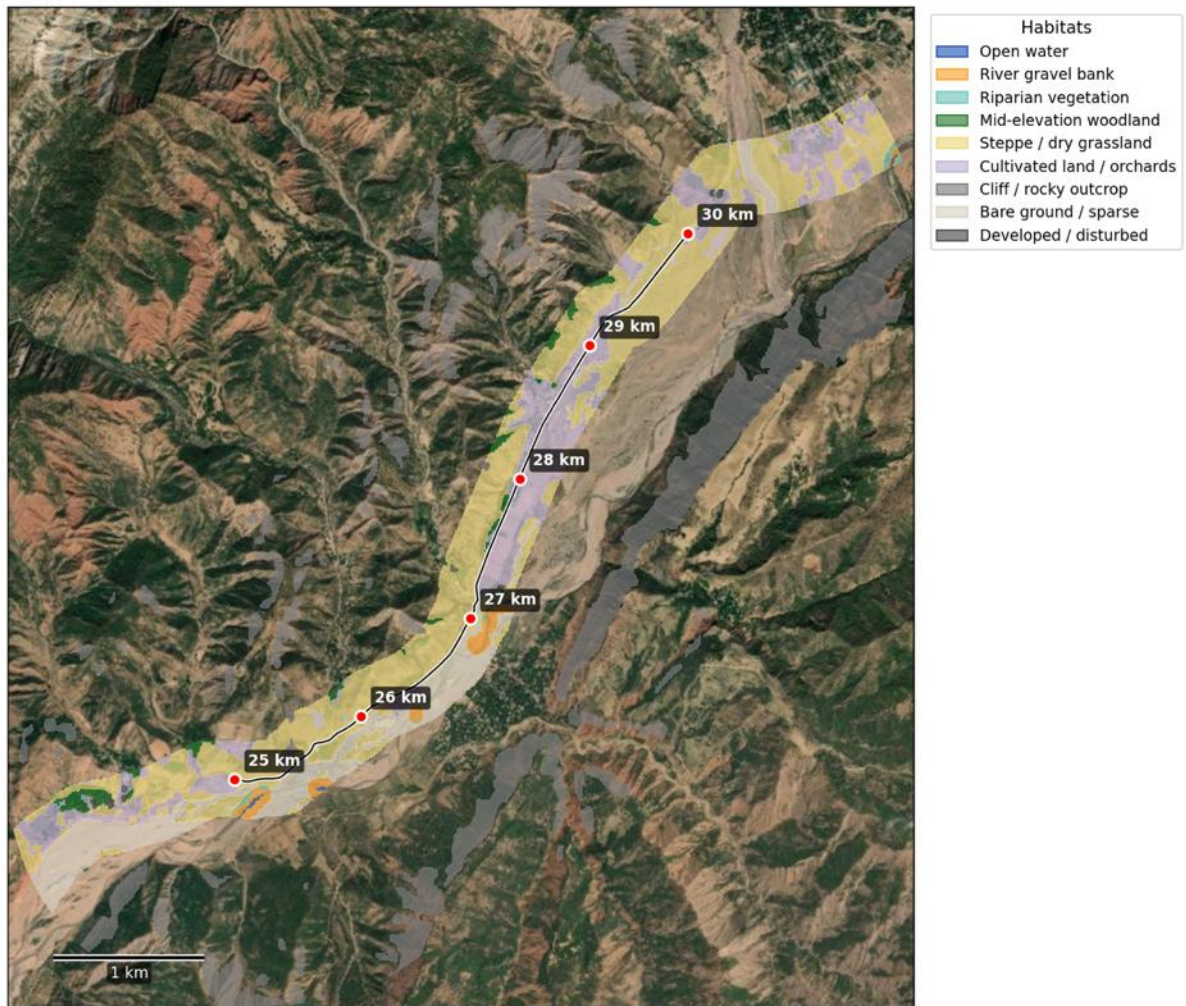 Habitats
Open water
River gravel bank
Riparian vegetation
Mid-elevation woodland
Steppe / dry grassland
Cultivated land / orchards
Cliff / rocky outcrop
Bare ground / sparse
Developed / disturbed
30 km
29 km
28 km
27 km
26 km
25 km
1 km